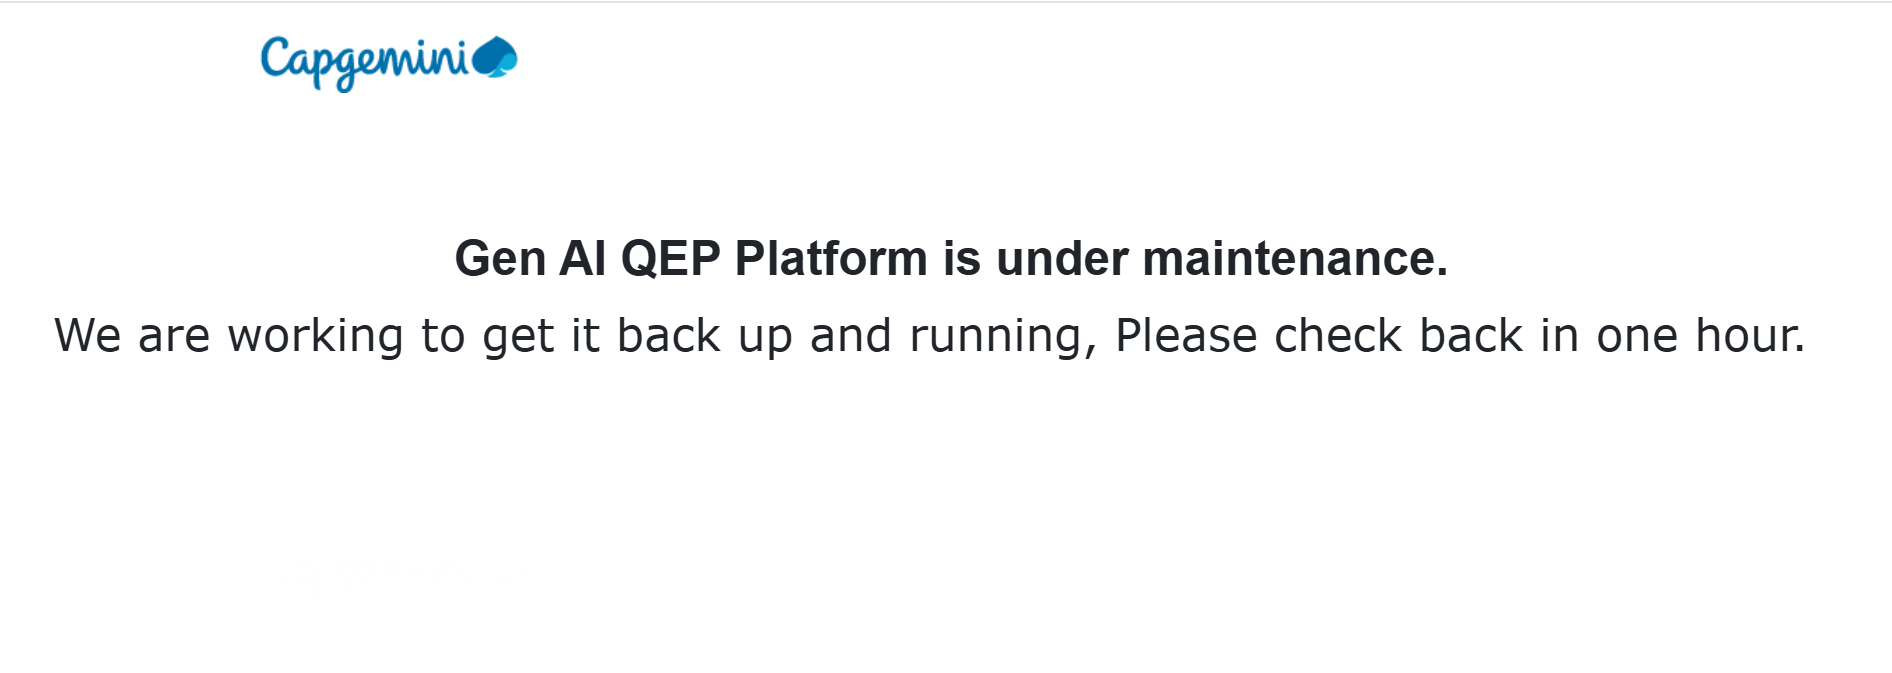 Capgemini
Gen AI QEP Platform is under maintenance.
We are working to get it back up and running, Please check back in one hour.